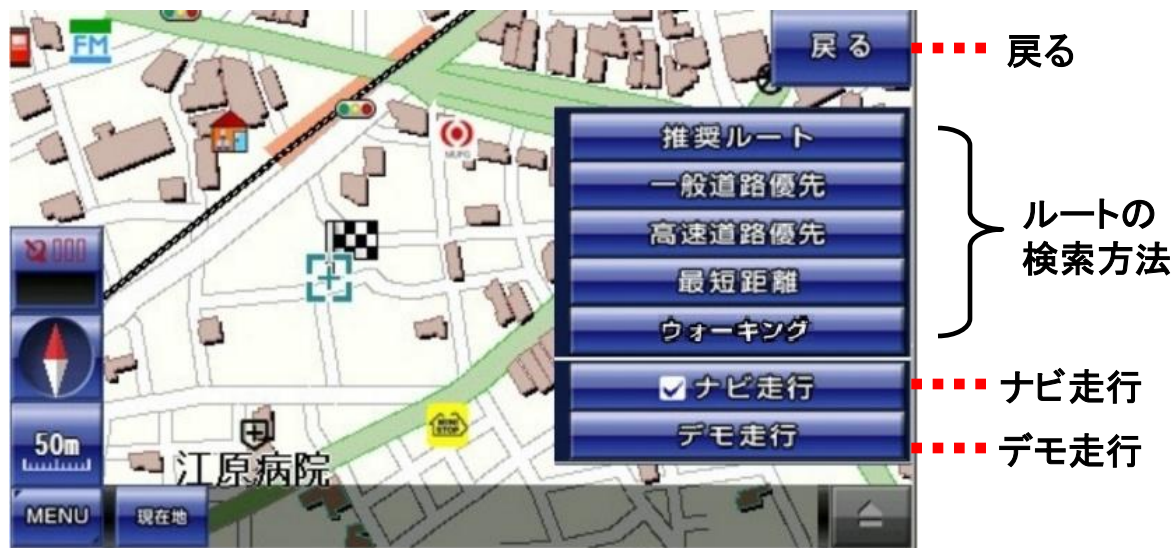 FM
戻る
戻る
推奨ルート
一般道路優先
高速道路優先
最短距離
ウォーキング
ルートの
検索方法
MUFG
ナビ走行
ナビ走行
デモ走行
デモ走行
MINI
STOP
50m
江原病院
MENU
現在地